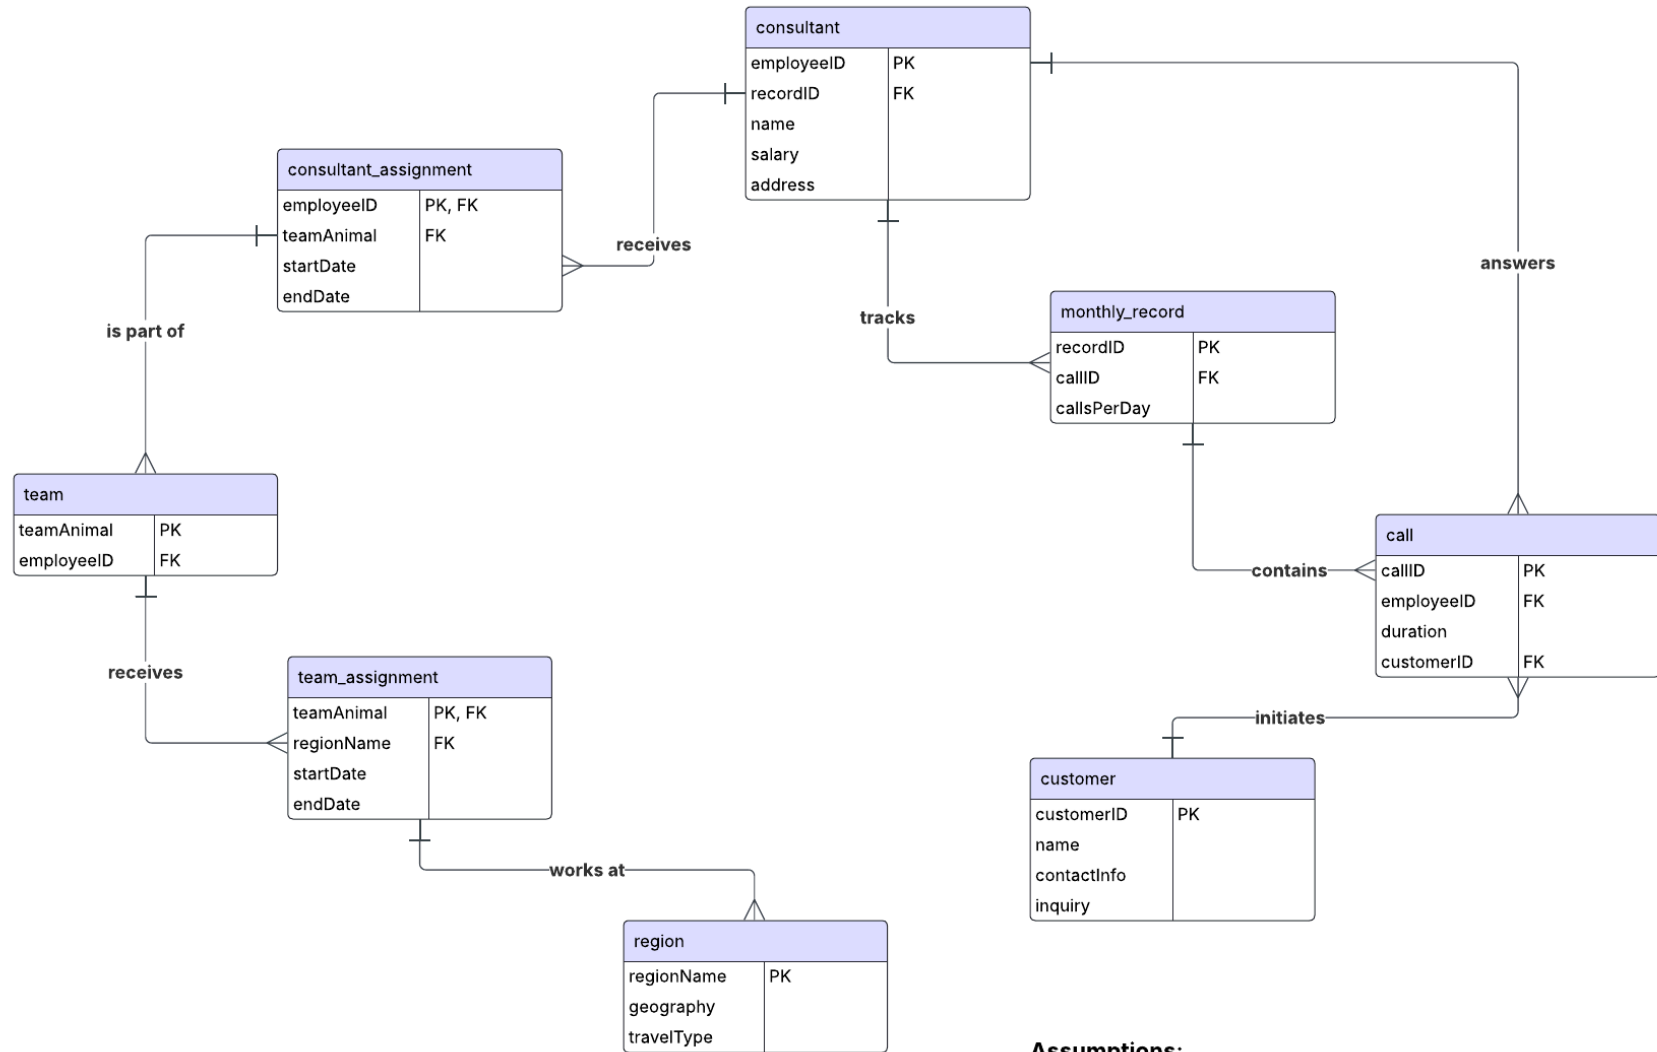 consultant
employeeID PK
recordID FK
name
salary
address
consultant_assignment
employeeID PK, FK
teamAnimal FK
startDate
endDate
receives
answers
is part of
tracks
monthly_record
recordID PK
callID FK
callsPerDay
team
teamAnimal PK
employeeID FK
call
callID PK
employeeID FK
duration
customerID FK
contains
receives
team_assignment
teamAnimal PK, FK
regionName FK
startDate
endDate
initiates
customer
customerID PK
name
contactInfo
inquiry
works at
region
regionName PK
geography
travelType
Assumptions: